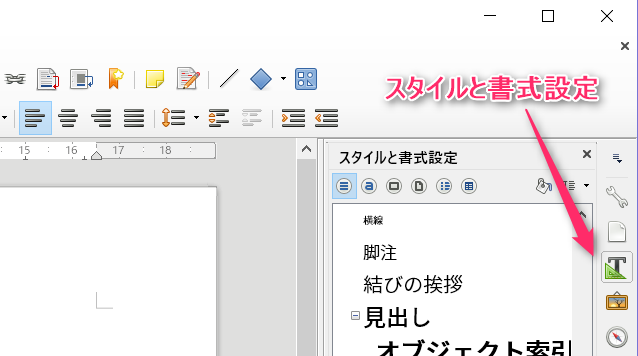 スタイルと書式設定
15 16 17 18
スタイルと書式設定
横線
脚注
結びの挨拶
見出し
オブジェクト索引